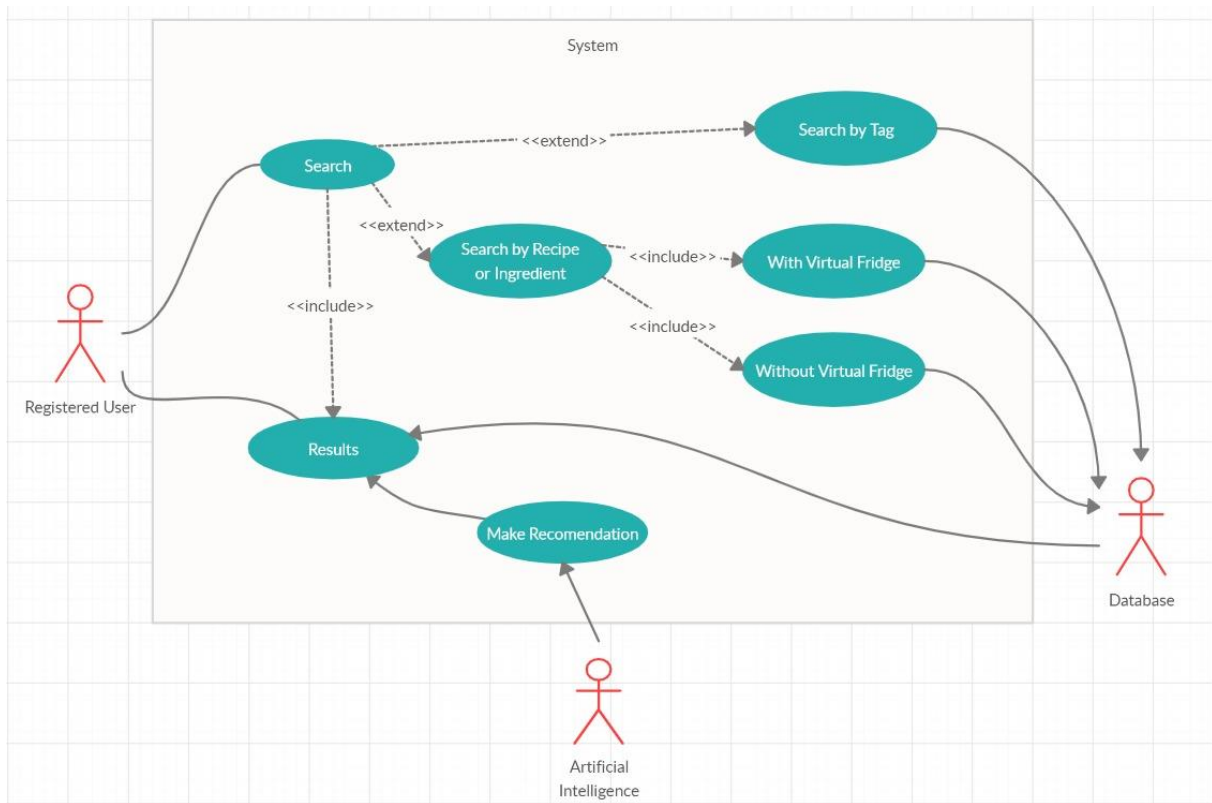 System
Search by Tag
<<extend>>
Search
<<extend>>
Search by Recipe
or Ingredient
<<include>>
With Virtual Fridge
<<include>>
<<include>>
Without Virtual Fridge
Registered User
Results
Make Recomendation
Database
Artificial
Intelligence